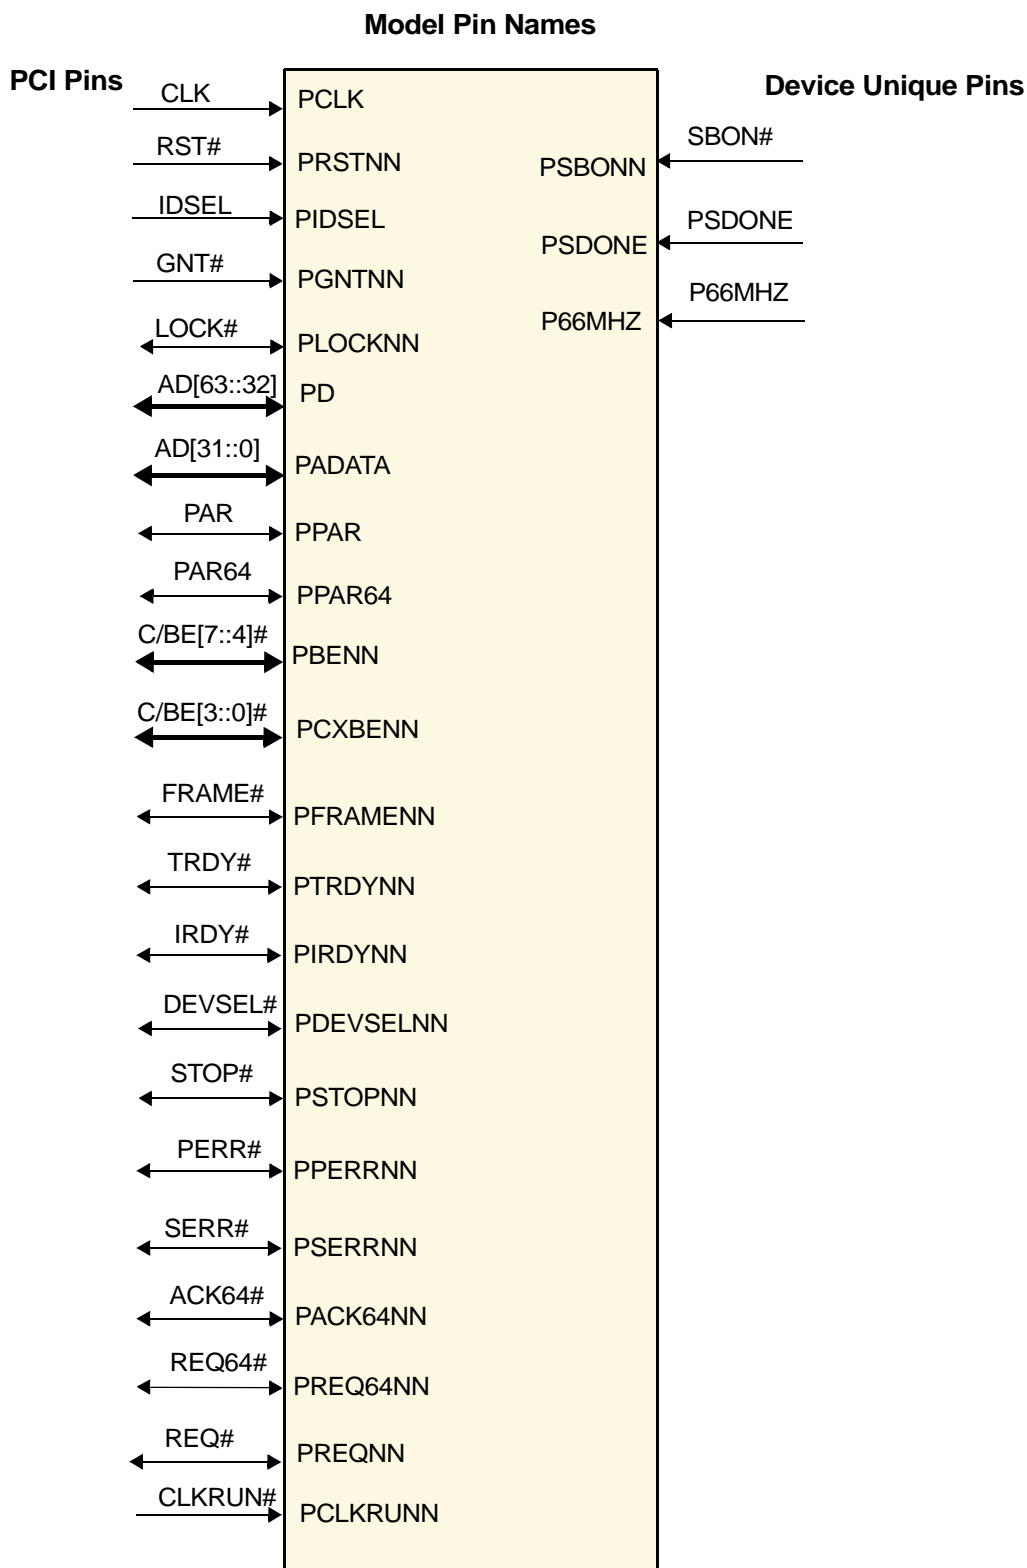 Model Pin Names
PCI Pins
Device Unique Pins
CLK
PCLK
RST#
PRSTNN
IDSEL
PIDSEL
GNT#
PGNTNN
LOCK#
PLOCKNN
AD[63::32]
PD
AD[31::0]
PADATA
PAR
PPAR
PAR64
PPAR64
C/BE[7::4]#
PBENN
C/BE[3::0]#
PCXBENN
FRAME#
PFRAMENN
TRDY#
PTRDYNN
IRDY#
PIRDYNN
DEVSEL#
PDEVSELNN
STOP#
PSTOPNN
PERR#
PPERRNN
SERR#
PSERRNN
ACK64#
PACK64NN
REQ64#
PREQ64NN
REQ#
PREQNN
CLKRUN#
PCLKRUNN
SBON#
PSBONN
PSDONE
PSDONE
P66MHZ
P66MHZ